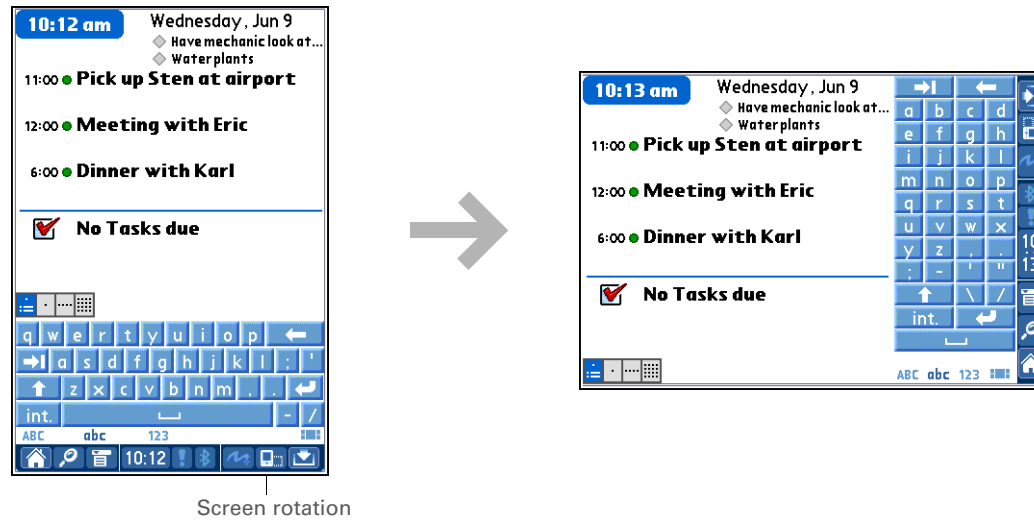 10:12 am
Wednesday, Jun 9
Have mechanic look at...
Water plants
11:00 Pick up Sten at airport
12:00 Meeting with Eric
6:00 Dinner with Karl
No Tasks due
q w e r t y u i o p
a s d f g h j k l ; '
z x c v b n m , .
int. - /
ABC abc 123
10:12
Screen rotation
10:13 am
Wednesday, Jun 9
Have mechanic look at...
Water plants
11:00 Pick up Sten at airport
12:00 Meeting with Eric
6:00 Dinner with Karl
No Tasks due
a b c d
e f g h
i j k l
m n o p
q r s t
u v w x
y z , .
; - ' "
\ /
int.
ABC abc 123
10
13